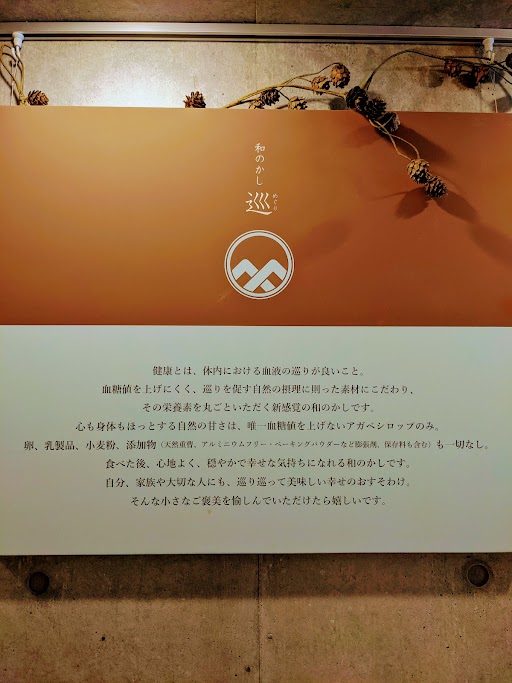 和のかし
巡
めぐり
健康とは、体内における血液の巡りが良いこと。
血糖値を上げにくく、巡りを促す自然の摂理に則った素材にこだわり、
その栄養素を丸ごといただく新感覚の和のかしです。
心も身体もほっとする自然の甘さは、唯一血糖値を上げないアガベシロップのみ。
卵、乳製品、小麦粉、添加物（天然重曹、アルミニウムフリー・ベーキングパウダーなど膨張剤、保存料も含む）も一切なし。
食べた後、心地よく、穏やかで幸せな気持ちになれる和のかしです。
自分、家族や大切な人にも、巡り巡って美味しい幸せのおすそわけ。
そんな小さなご褒美を愉しんでいただけたら嬉しいです。